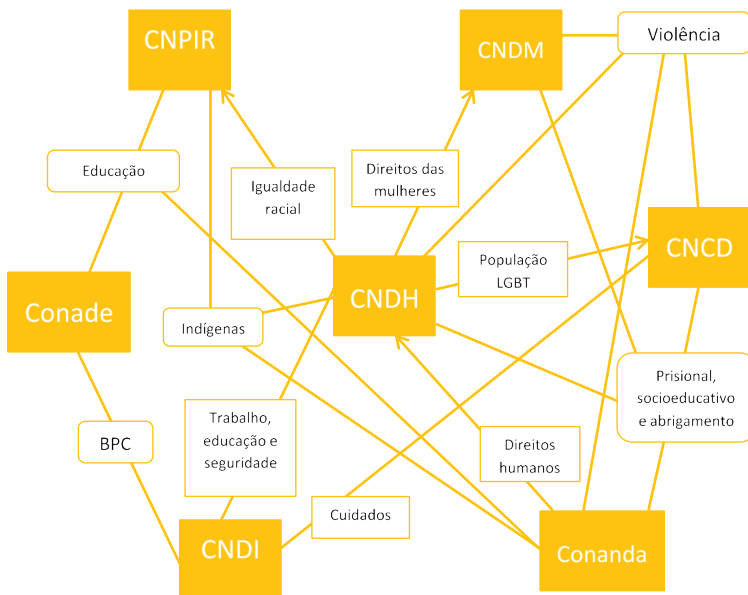 CNPIR
CNDM
Violência
Educação
Igualdade
racial
Direitos das
mulheres
CNCD
População
LGBT
CNDH
Conade
Indígenas
Prisional,
socioeducativo
e abrigamento
Trabalho,
educação e
seguridade
BPC
Direitos
humanos
Cuidados
CNDI
Conanda